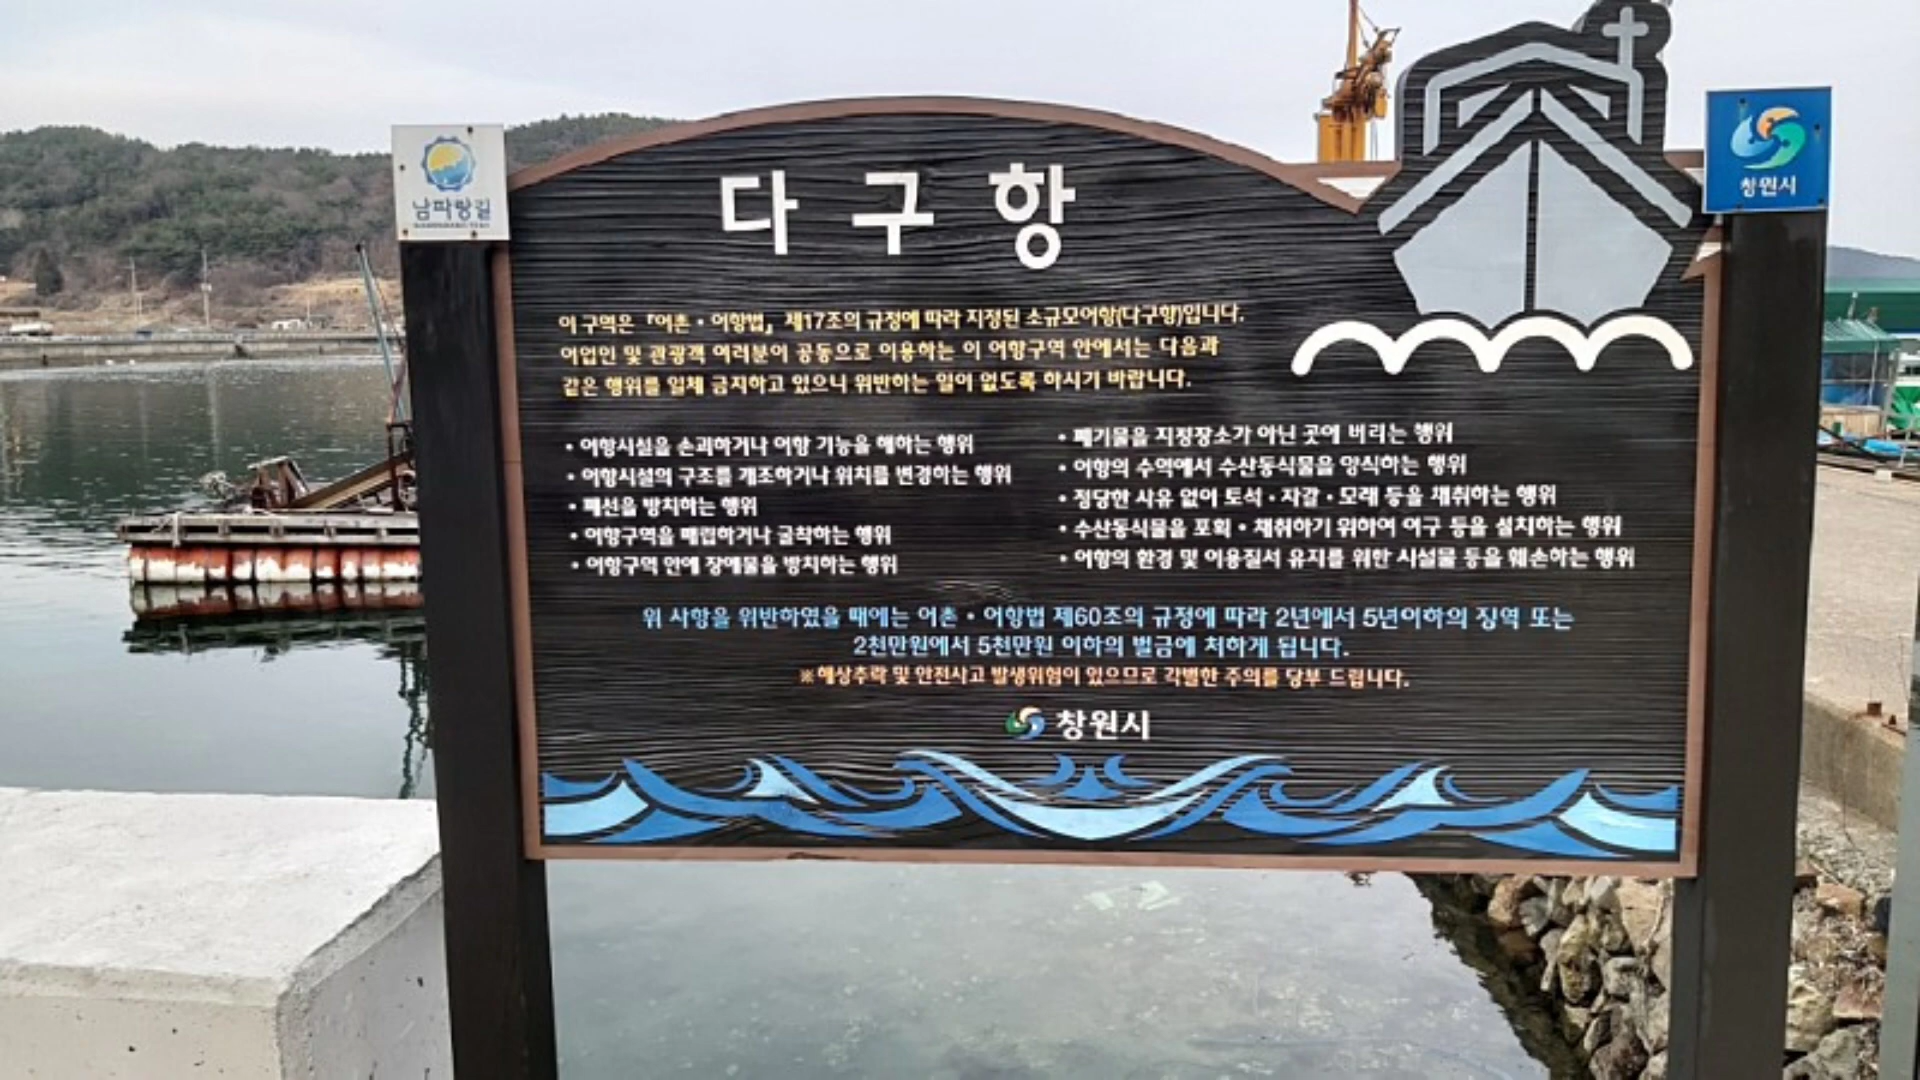 남파랑길
창원시
다구항
이 구역은 「어촌・어항법」 제17조의 규정에 따라 지정된 소규모어항(다구항)입니다.
어업인 및 관광객 여러분이 공동으로 이용하는 이 어항구역 안에서는 다음과
같은 행위를 일체 금지하고 있으니 위반하는 일이 없도록 하시기 바랍니다.
• 어항시설을 손괴하거나 어항 기능을 해하는 행위
• 어항시설의 구조를 개조하거나 위치를 변경하는 행위
• 폐선을 방치하는 행위
• 어항구역을 매립하거나 굴착하는 행위
• 어항구역 안에 장애물을 방치하는 행위
• 폐기물을 지정장소가 아닌 곳에 버리는 행위
• 어항의 수역에서 수산동식물을 양식하는 행위
• 정당한 사유 없이 토석・자갈・모래 등을 채취하는 행위
• 수산동식물을 포획・채취하기 위하여 어구 등을 설치하는 행위
• 어항의 환경 및 이용질서 유지를 위한 시설물 등을 훼손하는 행위
위 사항을 위반하였을 때에는 어촌・어항법 제60조의 규정에 따라 2년에서 5년이하의 징역 또는
2천만원에서 5천만원 이하의 벌금에 처하게 됩니다.
※해상추락 및 안전사고 발생위험이 있으므로 각별한 주의를 당부 드립니다.
창원시